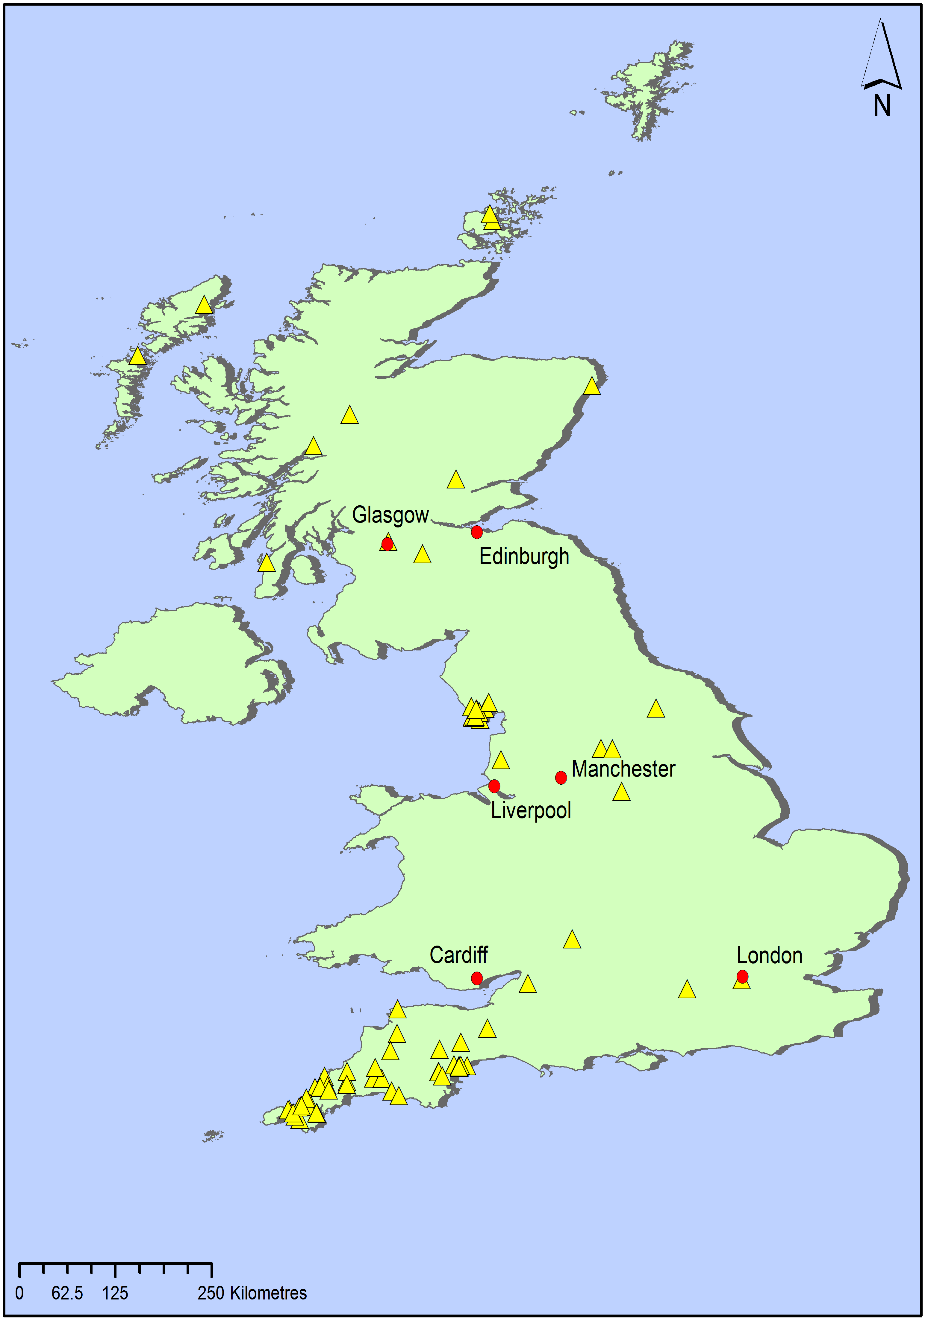 N
Glasgow
Edinburgh
Manchester
Liverpool
Cardiff
London
0 62.5 125 250 Kilometres